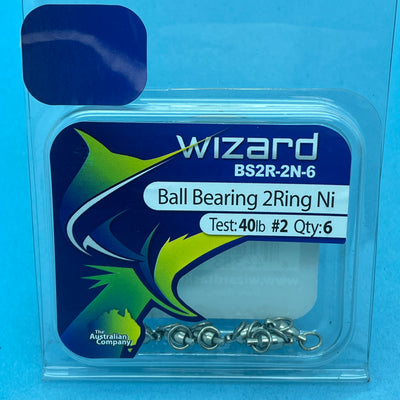 wizard
BS2R-2N-6
Ball Bearing 2Ring Ni
Test:40lb #2 Qty:6
The
Australian
Company